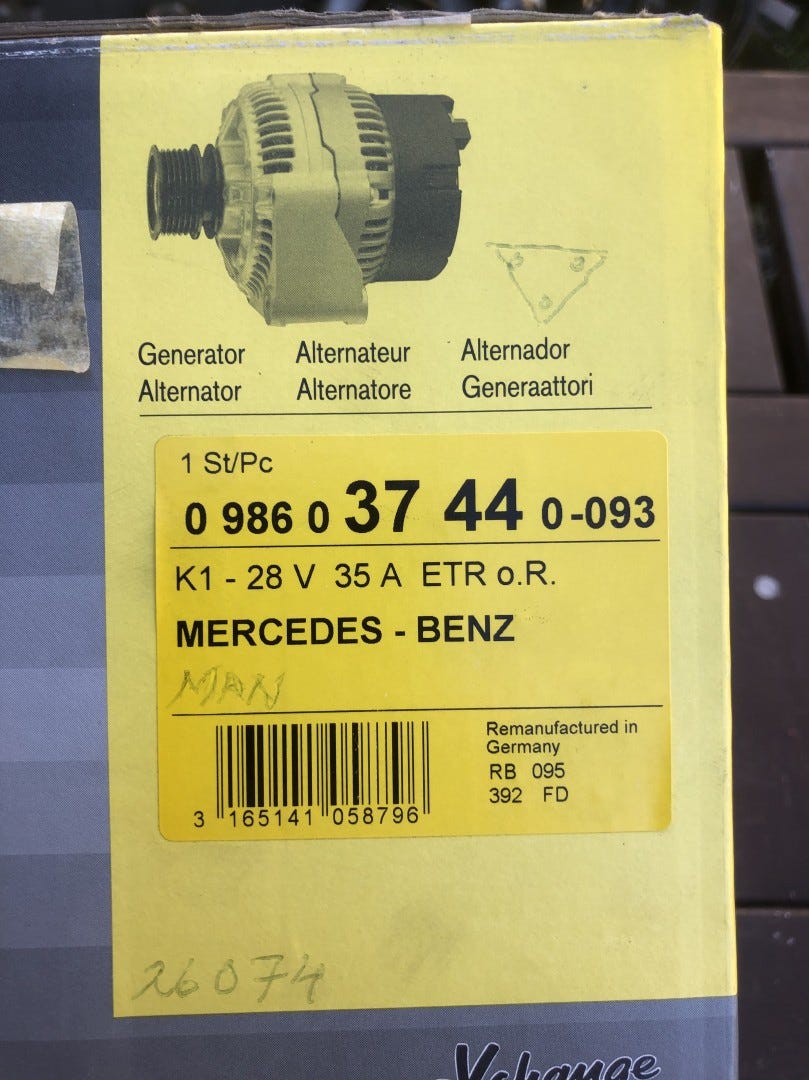 Generator Alternateur Alternador
Alternator Alternatore Generaattori
1 St/Pc
0 986 0 37 44 0-093
K1 - 28 V 35 A ETR o.R.
MERCEDES - BENZ
MAN
Remanufactured in
Germany
RB 095
392 FD
3 165141 058796
26074
Xchange